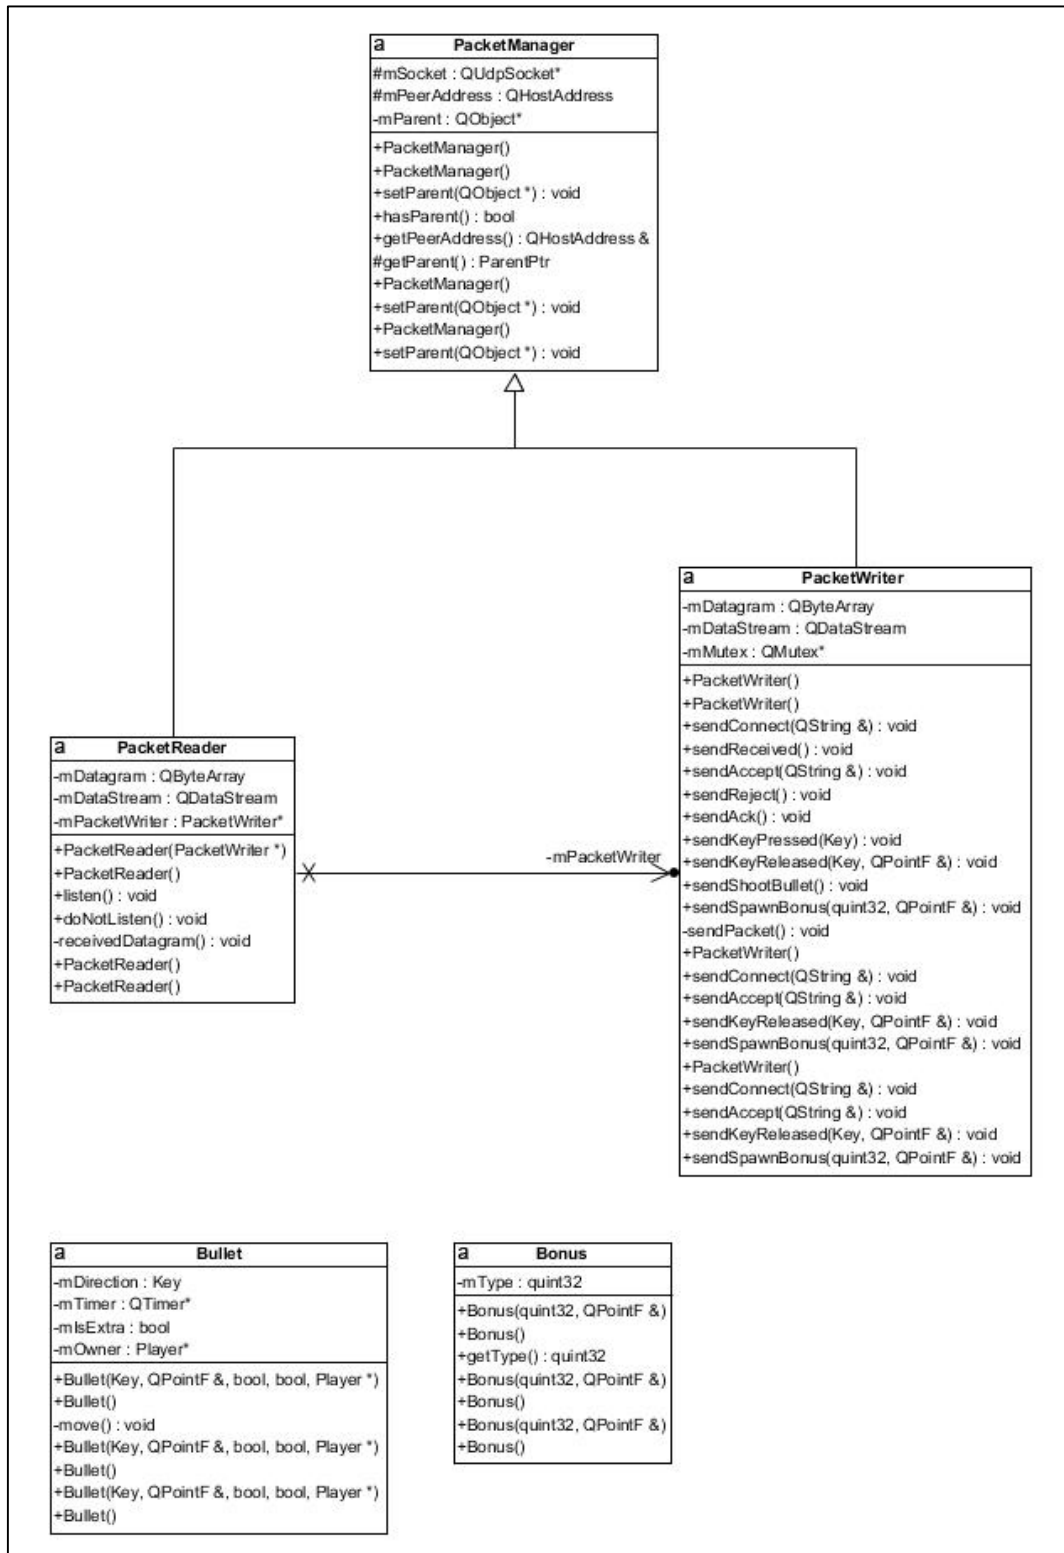 a PacketManager
#mSocket : QUdpSocket*
#mPeerAddress : QHostAddress
-mParent : QObject*
+PacketManager()
+PacketManager()
+setParent(QObject *) : void
+hasParent() : bool
+getPeerAddress() : QHostAddress &
#getParent() : ParentPtr
+PacketManager()
+setParent(QObject *) : void
+PacketManager()
+setParent(QObject *) : void
a PacketWriter
-mDatagram : QByteArray
-mDataStream : QDataStream
-mMutex : QMutex*
+PacketWriter()
+PacketWriter()
+sendConnect(QString &) : void
+sendReceived() : void
+sendAccept(QString &) : void
+sendReject() : void
+sendAck() : void
+sendKeyPressed(Key) : void
+sendKeyReleased(Key, QPointF &) : void
+sendShootBullet() : void
+sendSpawnBonus(quint32, QPointF &) : void
-sendPacket() : void
+PacketWriter()
+sendConnect(QString &) : void
+sendAccept(QString &) : void
+sendKeyReleased(Key, QPointF &) : void
+sendSpawnBonus(quint32, QPointF &) : void
+PacketWriter()
+sendConnect(QString &) : void
+sendAccept(QString &) : void
+sendKeyReleased(Key, QPointF &) : void
+sendSpawnBonus(quint32, QPointF &) : void
a PacketReader
-mDatagram : QByteArray
-mDataStream : QDataStream
-mPacketWriter : PacketWriter*
+PacketReader(PacketWriter *)
+PacketReader()
+listen() : void
+doNotListen() : void
-receivedDatagram() : void
+PacketReader()
+PacketReader()
-mPacketWriter
a Bullet
-mDirection : Key
-mTimer : QTimer*
-mIsExtra : bool
-mOwner : Player*
+Bullet(Key, QPointF &, bool, bool, Player *)
+Bullet()
-move() : void
+Bullet(Key, QPointF &, bool, bool, Player *)
+Bullet()
+Bullet(Key, QPointF &, bool, bool, Player *)
+Bullet()
a Bonus
-mType : quint32
+Bonus(quint32, QPointF &)
+Bonus()
+getType() : quint32
+Bonus(quint32, QPointF &)
+Bonus()
+Bonus(quint32, QPointF &)
+Bonus()